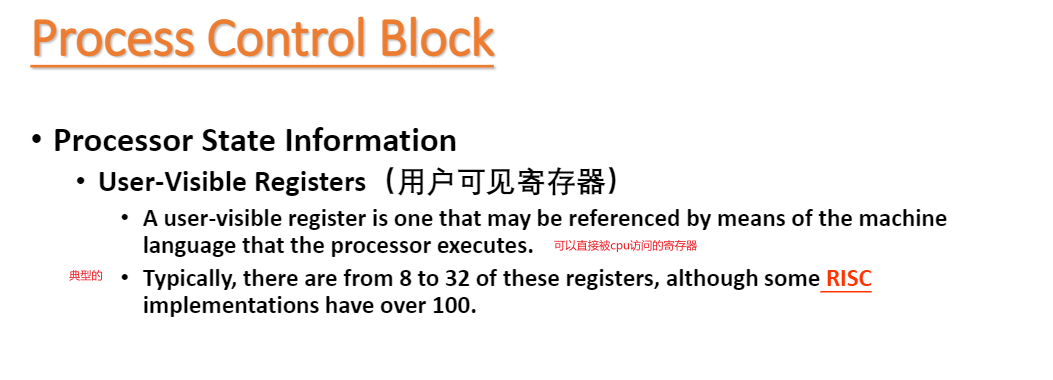 Process Control Block
• Processor State Information
• User-Visible Registers（用户可见寄存器）
• A user-visible register is one that may be referenced by means of the machine
language that the processor executes. 可以直接被cpu访问的寄存器
典型的 • Typically, there are from 8 to 32 of these registers, although some RISC
implementations have over 100.